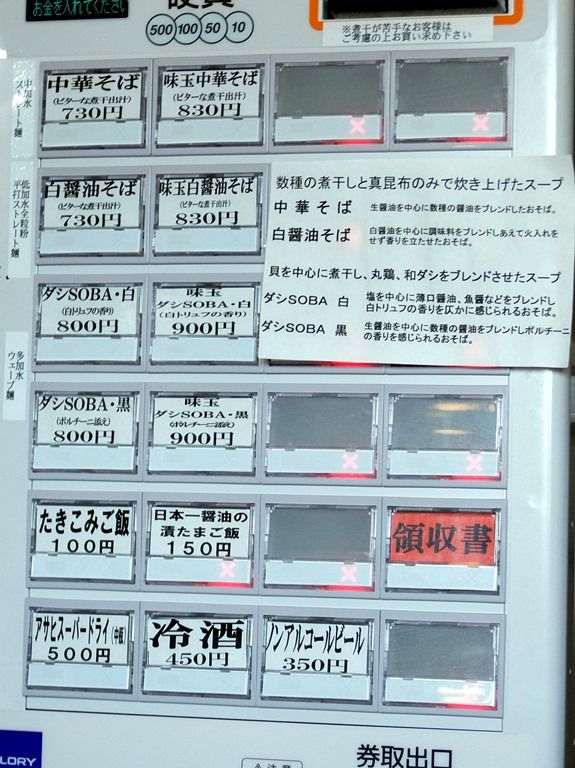 お金を入れてください
500 100 50 10
※煮干が苦手なお客様は
ご考慮の上お買い求め下さい
中加水
ストレート麺
中華そば
(ビターな煮干出汁)
730円
味玉中華そば
(ビターな煮干出汁)
830円
低加水全粒粉
平打ストレート麺
白醤油そば
(ビターな煮干出汁)
730円
味玉白醤油そば
(ビターな煮干出汁)
830円
数種の煮干しと真昆布のみで炊き上げたスープ
中華そば 生醤油を中心に数種の醤油をブレンドしたおそば。
白醤油そば 白醤油を中心に調味料をブレンドしあえて火入れを
せず香りを立たせたおそば。
貝を中心に煮干し、丸鶏、和ダシをブレンドさせたスープ
ダシSOBA 白 塩を中心に薄口醤油、魚醤などをブレンドし
白トリュフの香りを仄かに感じられるおそば。
ダシSOBA 黒 生醤油を中心に数種の醤油をブレンドしポルチーニ
の香りを感じられるおそば。
多加水
ウェーブ麺
ダシSOBA・白
(白トリュフの香り)
800円
味玉
ダシSOBA・白
(白トリュフの香り)
900円
ダシSOBA・黒
(ポルチーニ添え)
800円
味玉
ダシSOBA・黒
(ポルチーニ添え)
900円
たきこみご飯
100円
日本一醤油の
漬たまご飯
150円
領収書
アサヒスーパードライ(中瓶)
500円
冷酒
450円
ノンアルコールビール
350円
LORY
注意
券取出口